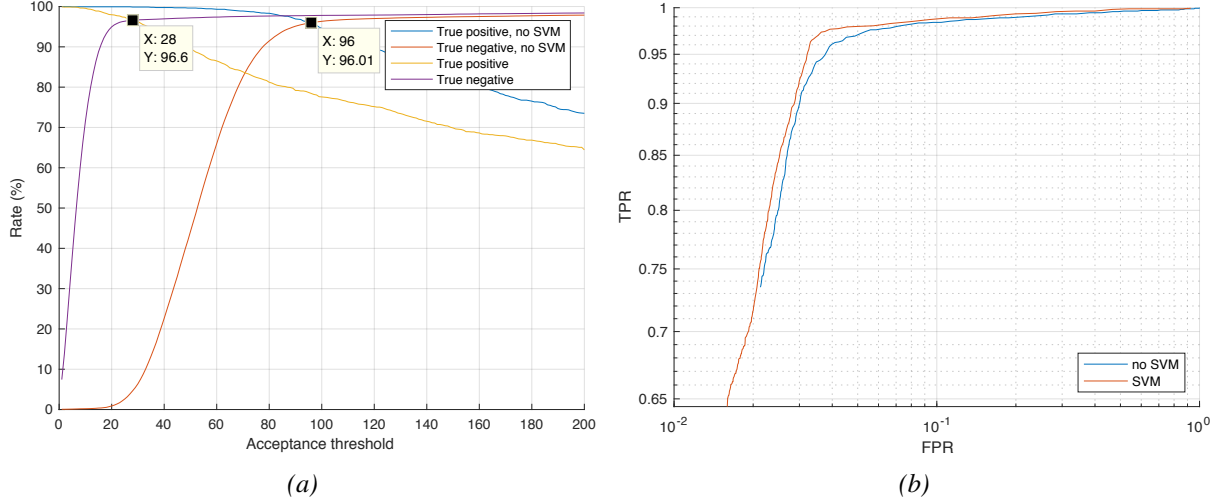 100
90
80
70
60
50
40
30
20
10
0
Rate (%)
0 20 40 60 80 100 120 140 160 180 200
Acceptance threshold
X: 28
Y: 96.6
X: 96
Y: 96.01
True positive, no SVM
True negative, no SVM
True positive
True negative
(a)
1
0.95
0.9
0.85
0.8
0.75
0.7
0.65
TPR
10⁻² 10⁻¹ 10⁰
FPR
no SVM
SVM
(b)